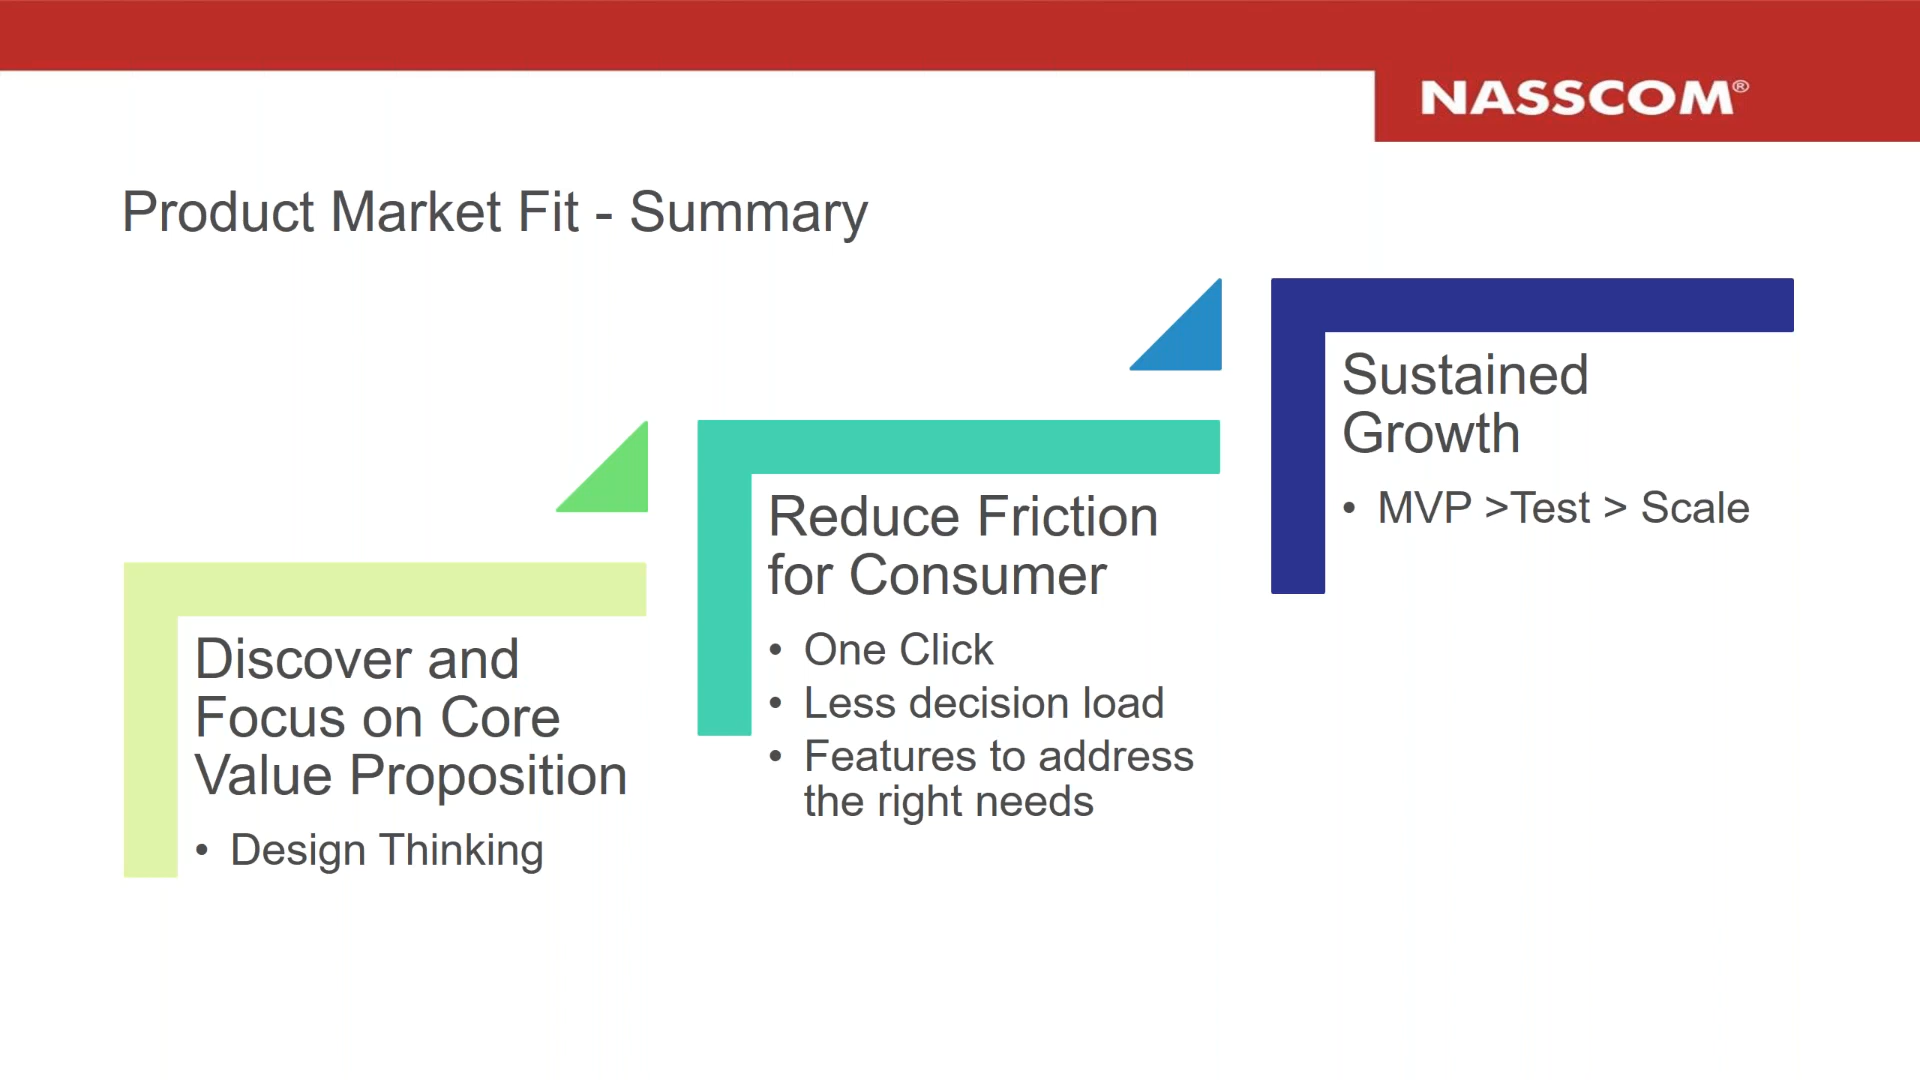 NASSCOM®
Product Market Fit - Summary
Discover and
Focus on Core
Value Proposition
• Design Thinking
Reduce Friction
for Consumer
• One Click
• Less decision load
• Features to address
the right needs
Sustained
Growth
• MVP >Test > Scale